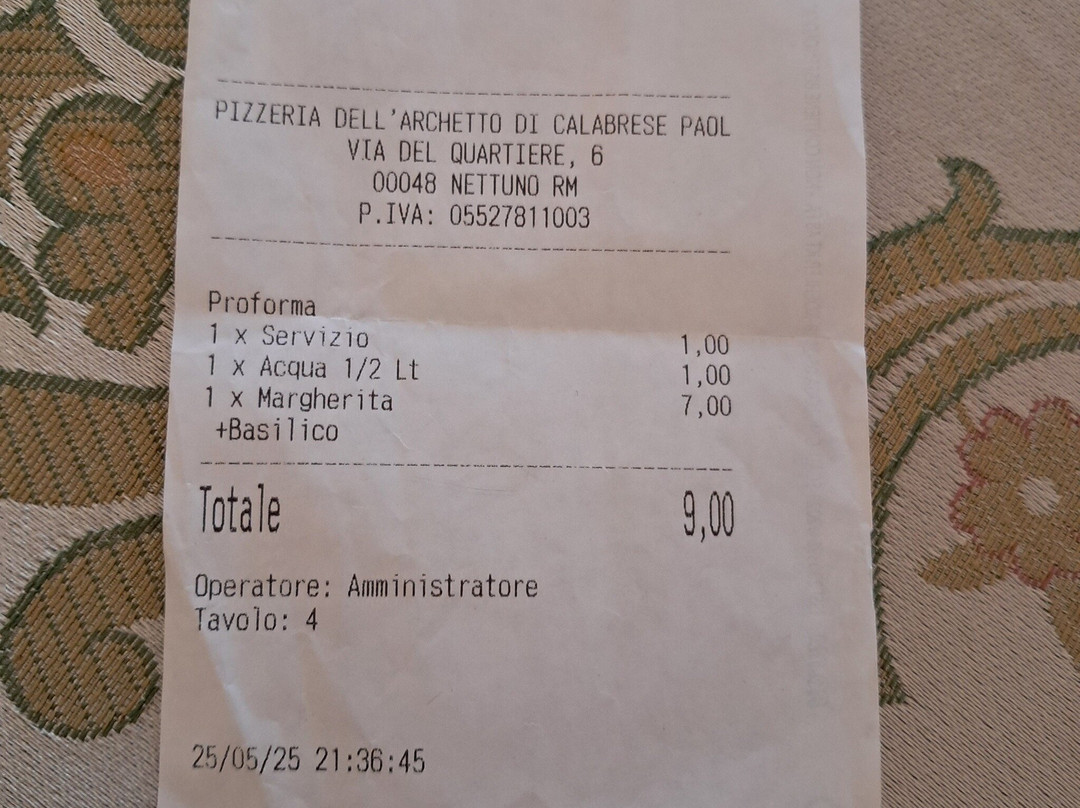 PIZZERIA DELL'ARCHETTO DI CALABRESE PAOL
VIA DEL QUARTIERE, 6
00048 NETTUNO RM
P.IVA: 05527811003
Proforma
1 x Servizio 1,00
1 x Acqua 1/2 Lt 1,00
1 x Margherita 7,00
+Basilico
Totale 9,00
Operatore: Amministratore
Tavolo: 4
25/05/25 21:36:45